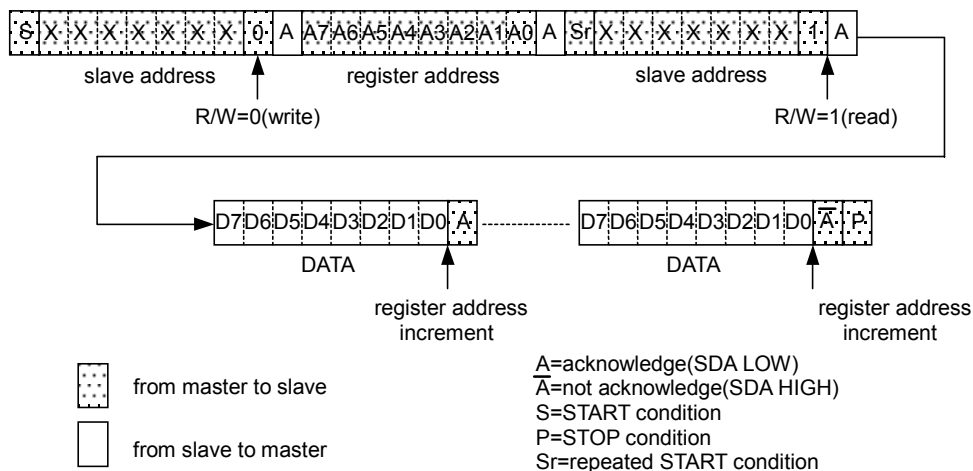 S X X X X X X X 0 A A7 A6 A5 A4 A3 A2 A1 A0 A Sr X X X X X X X 1 A
slave address register address slave address
R/W=0(write) R/W=1(read)
D7 D6 D5 D4 D3 D2 D1 D0 A D7 D6 D5 D4 D3 D2 D1 D0 A̅ P
DATA DATA
register address register address
increment increment
from master to slave
from slave to master
A=acknowledge(SDA LOW)
A̅=not acknowledge(SDA HIGH)
S=START condition
P=STOP condition
Sr=repeated START condition